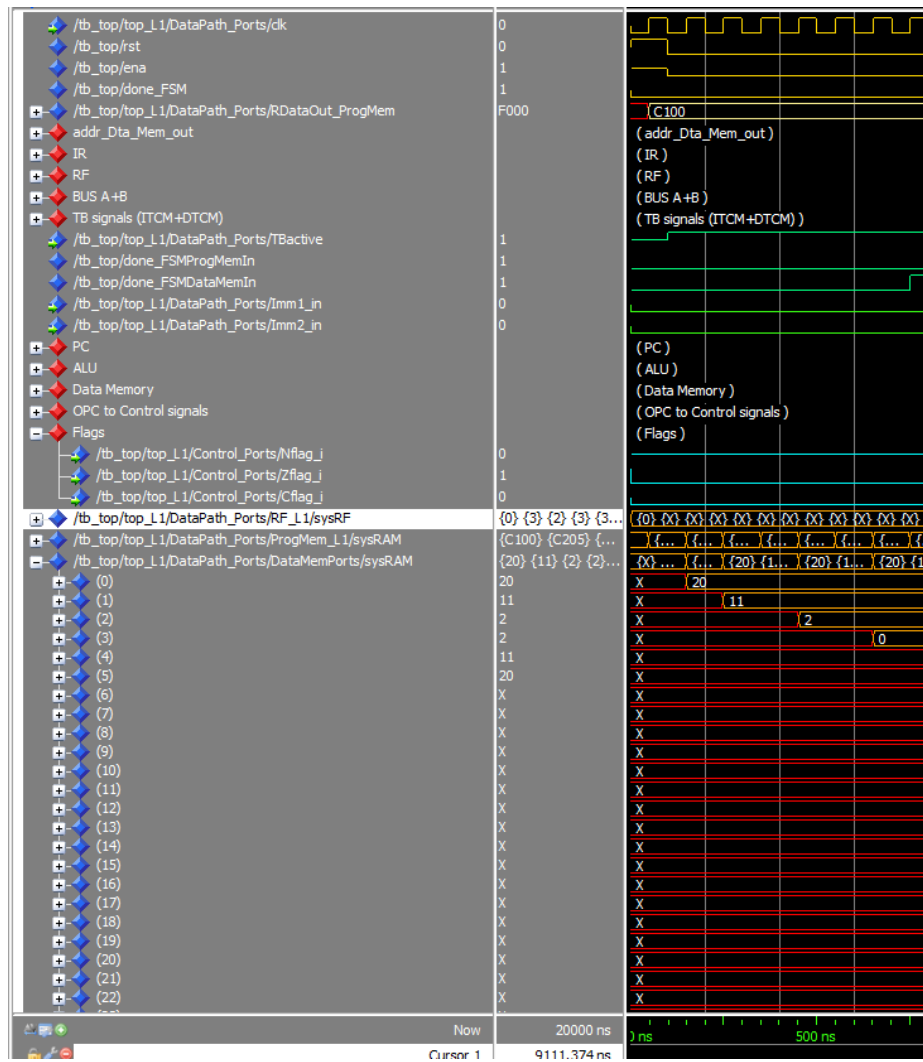 /tb_top/top_L1/DataPath_Ports/clk 0
/tb_top/rst 0
/tb_top/ena 1
/tb_top/done_FSM 1
/tb_top/top_L1/DataPath_Ports/RDataOut_ProgMem F000 C100
addr_Dta_Mem_out ( addr_Dta_Mem_out )
IR ( IR )
RF ( RF )
BUS A+B ( BUS A+B )
TB signals (ITCM+DTCM) ( TB signals (ITCM+DTCM) )
/tb_top/top_L1/DataPath_Ports/TBactive 1
/tb_top/done_FSMProgMemIn 1
/tb_top/done_FSMDataMemIn 1
/tb_top/top_L1/DataPath_Ports/Imm1_in 0
/tb_top/top_L1/DataPath_Ports/Imm2_in 0
PC ( PC )
ALU ( ALU )
Data Memory ( Data Memory )
OPC to Control signals ( OPC to Control signals )
Flags ( Flags )
/tb_top/top_L1/Control_Ports/Nflag_i 0
/tb_top/top_L1/Control_Ports/Zflag_i 1
/tb_top/top_L1/Control_Ports/Cflag_i 0
/tb_top/top_L1/DataPath_Ports/RF_L1/sysRF {0} {3} {2} {3} {3... {0} {X} {X} {X} {X} {X} {X} {X} {X} {X} {X} {X}
/tb_top/top_L1/DataPath_Ports/ProgMem_L1/sysRAM {C100} {C205} {... {... {... {... {... {... {... {...
/tb_top/top_L1/DataPath_Ports/DataMemPorts/sysRAM {20} {11} {2} {2}... {X} ... {... {20} {1... {20} {1... {20} {1
(0) 20 X 20
(1) 11 X 11
(2) 2 X 2
(3) 2 X 0
(4) 11 X
(5) 20 X
(6) X X
(7) X X
(8) X X
(9) X X
(10) X X
(11) X X
(12) X X
(13) X X
(14) X X
(15) X X
(16) X X
(17) X X
(18) X X
(19) X X
(20) X X
(21) X X
(22) X X
Now 20000 ns ns 500 ns
Cursor 1 9111.374 ns